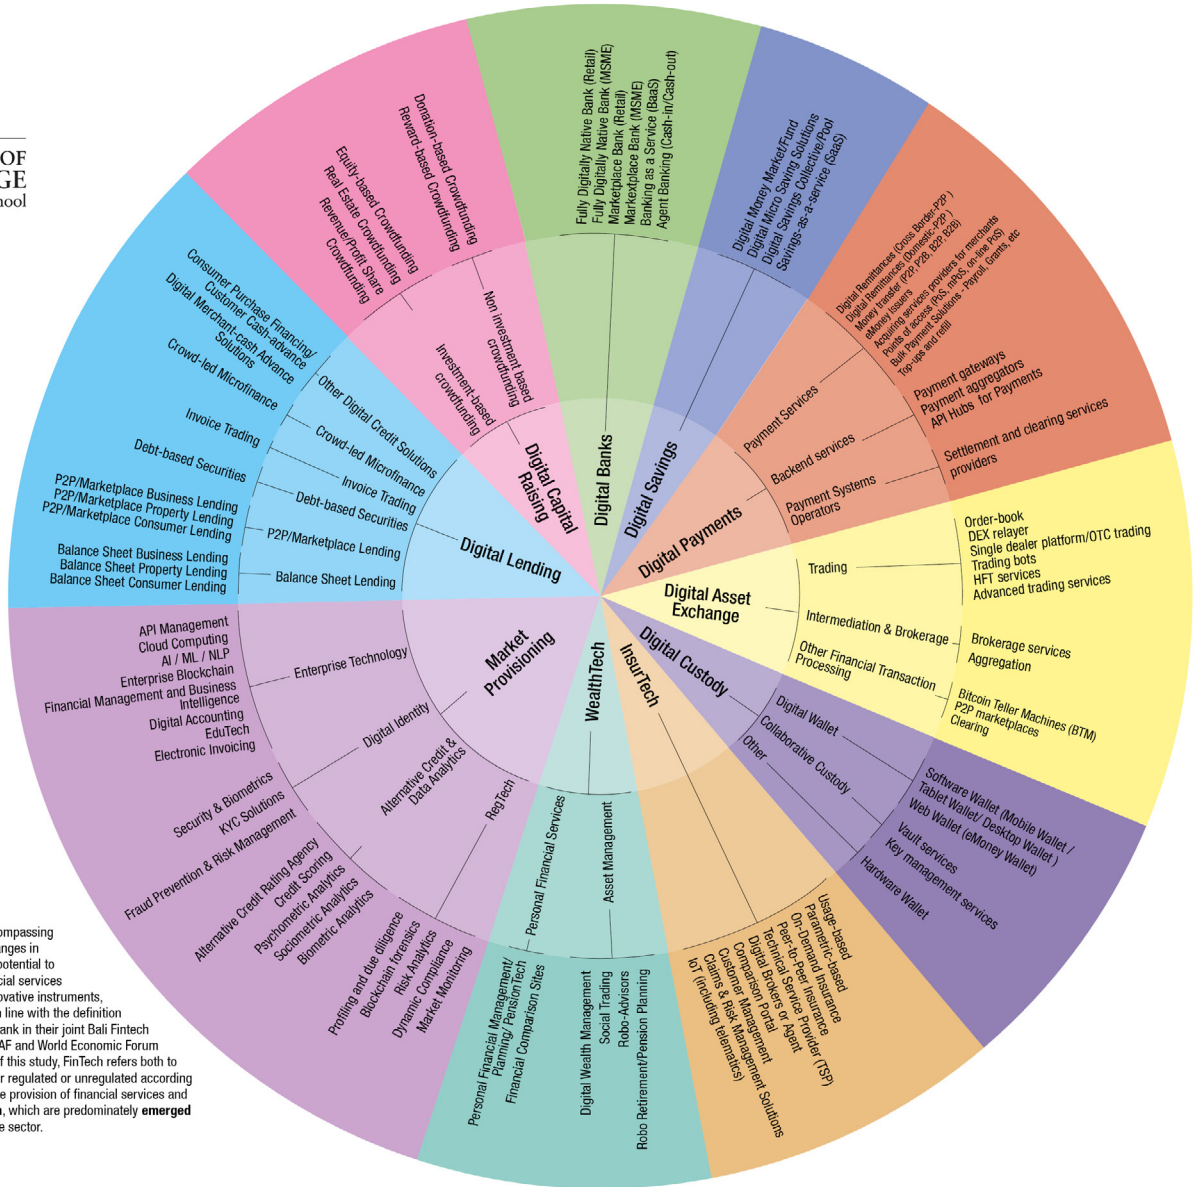 OF
GE
hool
Donation-based Crowdfunding
Reward-based Crowdfunding
Equity-based Crowdfunding
Real Estate Crowdfunding
Revenue/Profit Share
Crowdfunding
Non investment based
crowdfunding
Investment-based
crowdfunding
Digital Capital
Raising
Fully Digitally Native Bank (Retail)
Fully Digitally Native Bank (MSME)
Marketplace Bank (Retail)
Markextplace Bank (MSME)
Banking as a Service (BaaS)
Agent Banking (Cash-in/Cash-out)
Digital Banks
Digital Money Market/Fund
Digital Micro Saving Solutions
Digital Savings Collective/Pool
Savings-as-a-service (SaaS)
Digital Savings
Digital Remittances (Cross Border-P2P )
Digital Remittances (Domestic-P2P )
Money transfer (P2P, P2B, B2P, B2B)
eMoney Issuers
Acquiring services providers for merchants
Points of access (PoS, mPoS, on-line PoS)
Bulk Payment Solutions - Payroll, Grants, etc
Top-ups and refill
Payment Services
Payment gateways
Payment aggregators
API Hubs for Payments
Backend services
Settlement and clearing services
providers
Payment Systems
Operators
Digital Payments
Order-book
DEX relayer
Single dealer platform/OTC trading
Trading bots
HFT services
Advanced trading services
Trading
Brokerage services
Aggregation
Intermediation & Brokerage
Bitcoin Teller Machines (BTM)
P2P marketplaces
Clearing
Other Financial Transaction
Processing
Digital Asset
Exchange
Software Wallet (Mobile Wallet /
Tablet Wallet/ Desktop Wallet )
Web Wallet (eMoney Wallet)
Digital Wallet
Vault services
Key management services
Collaborative Custody
Hardware Wallet
Other
Digital Custody
Usage-based
Parametric-based
On-Demand Insurance
Peer-to-Peer Insurance
Technical Service Provider (TSP)
Digital Brokers or Agent
Comparison Portal
Customer Management
Claims & Risk Management Solutions
IoT (including telematics)
InsurTech
Asset Management
Digital Wealth Management
Social Trading
Robo-Advisors
Robo Retirement/Pension Planning
Personal Financial Services
Personal Financial Management/
Planning/ PensionTech
Financial Comparison Sites
WealthTech
RegTech
Profiling and due diligence
Blockchain forensics
Risk Analytics
Dynamic Compliance
Market Monitoring
Alternative Credit &
Data Analytics
Alternative Credit Rating Agency
Credit Scoring
Psychometric Analytics
Sociometric Analytics
Biometric Analytics
Digital Identity
Security & Biometrics
KYC Solutions
Fraud Prevention & Risk Management
Enterprise Technology
API Management
Cloud Computing
AI / ML / NLP
Enterprise Blockchain
Financial Management and Business
Intelligence
Digital Accounting
EduTech
Electronic Invoicing
Market
Provisioning
Consumer Purchase Financing/
Customer Cash-advance
Digital Merchant-cash Advance
Solutions
Other Digital Credit Solutions
Crowd-led Microfinance
Crowd-led Microfinance
Invoice Trading
Invoice Trading
Debt-based Securities
Debt-based Securities
P2P/Marketplace Business Lending
P2P/Marketplace Property Lending
P2P/Marketplace Consumer Lending
P2P/Marketplace Lending
Balance Sheet Business Lending
Balance Sheet Property Lending
Balance Sheet Consumer Lending
Balance Sheet Lending
Digital Lending
ompassing
anges in
potential to
cial services
ovative instruments,
n line with the definition
ank in their joint Bali Fintech
AF and World Economic Forum
f this study, FinTech refers both to
r regulated or unregulated according
e provision of financial services and
n, which are predominately emerged
e sector.